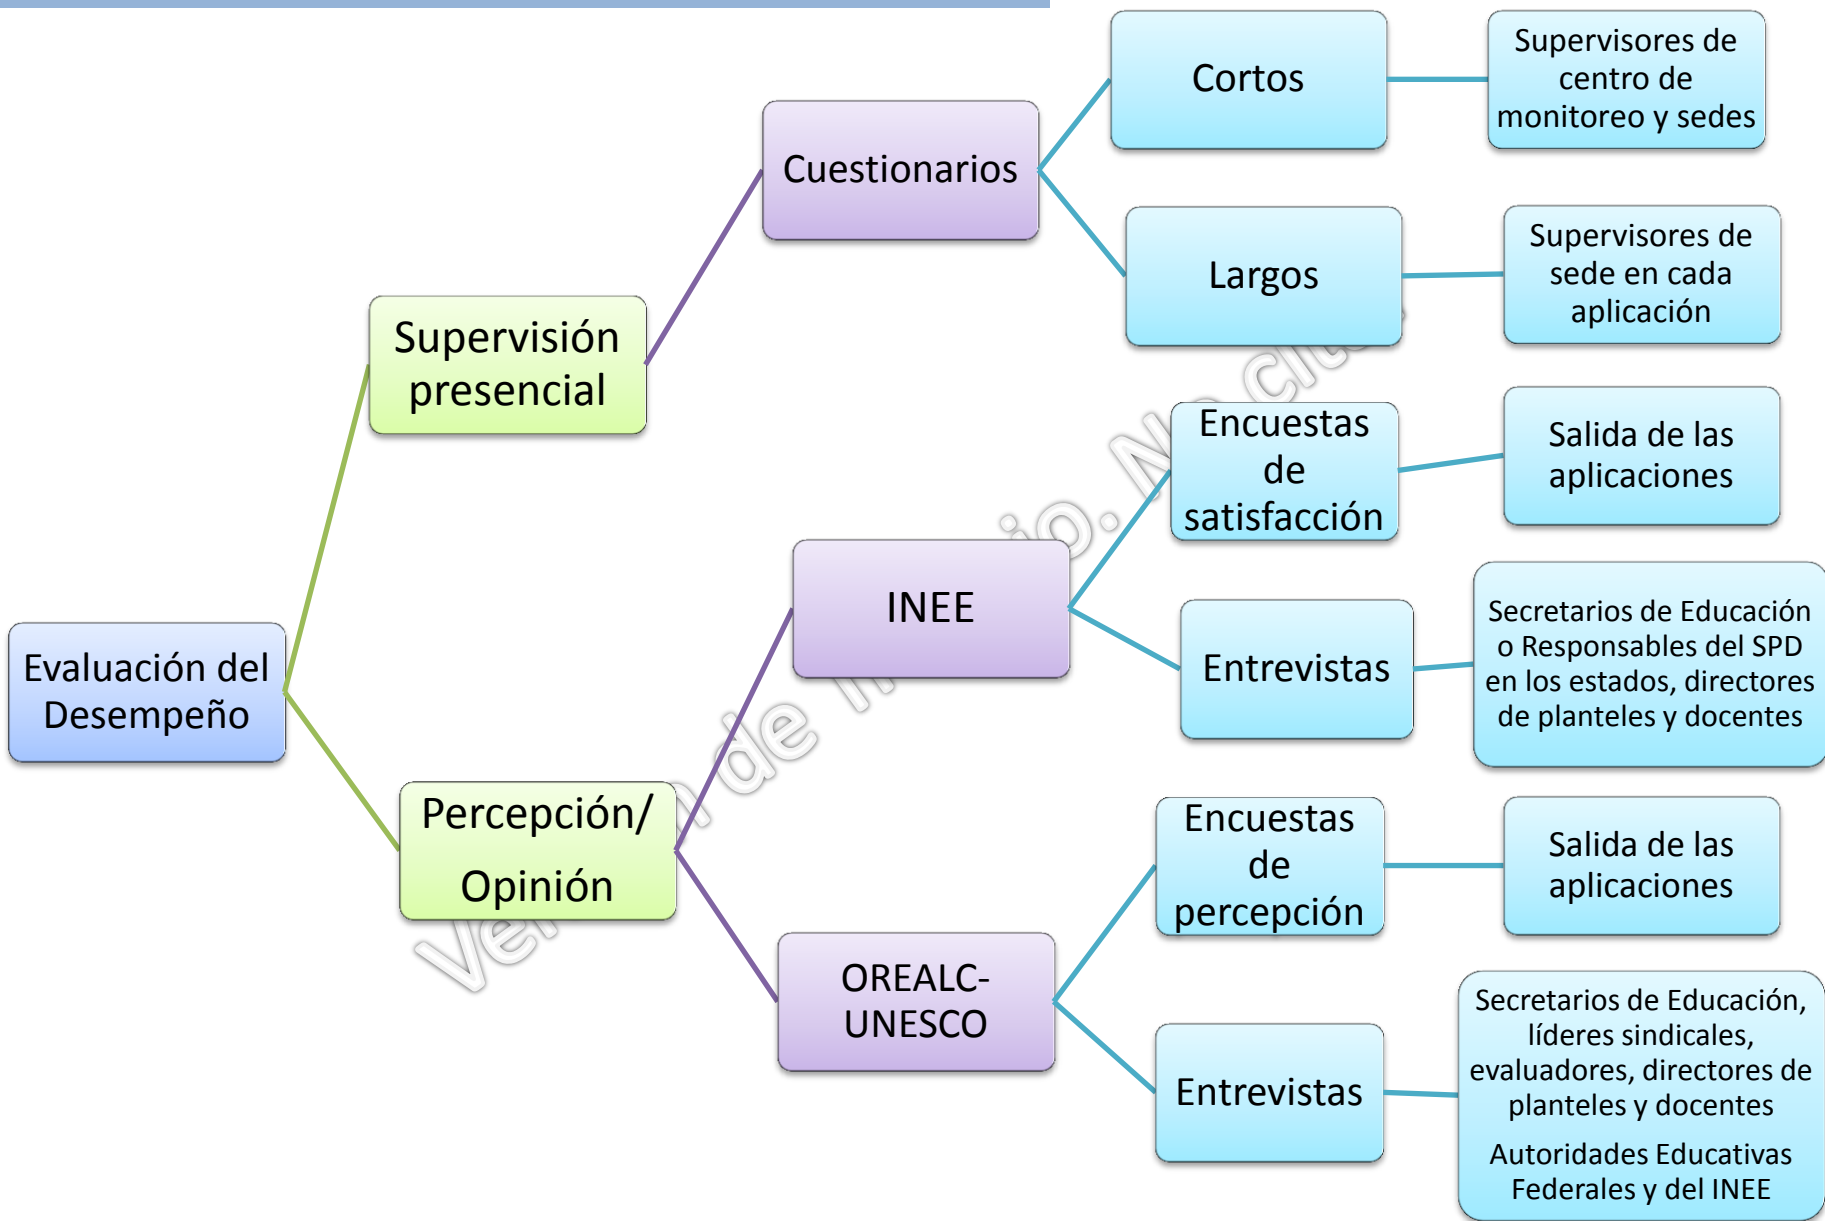 Evaluación del
Desempeño
Supervisión
presencial
Cuestionarios
Cortos
Supervisores de
centro de
monitoreo y sedes
Largos
Supervisores de
sede en cada
aplicación
Percepción/
Opinión
INEE
Encuestas
de
satisfacción
Salida de las
aplicaciones
Entrevistas
Secretarios de Educación
o Responsables del SPD
en los estados, directores
de planteles y docentes
OREALC-
UNESCO
Encuestas
de
percepción
Salida de las
aplicaciones
Entrevistas
Secretarios de Educación,
líderes sindicales,
evaluadores, directores de
planteles y docentes
Autoridades Educativas
Federales y del INEE
de